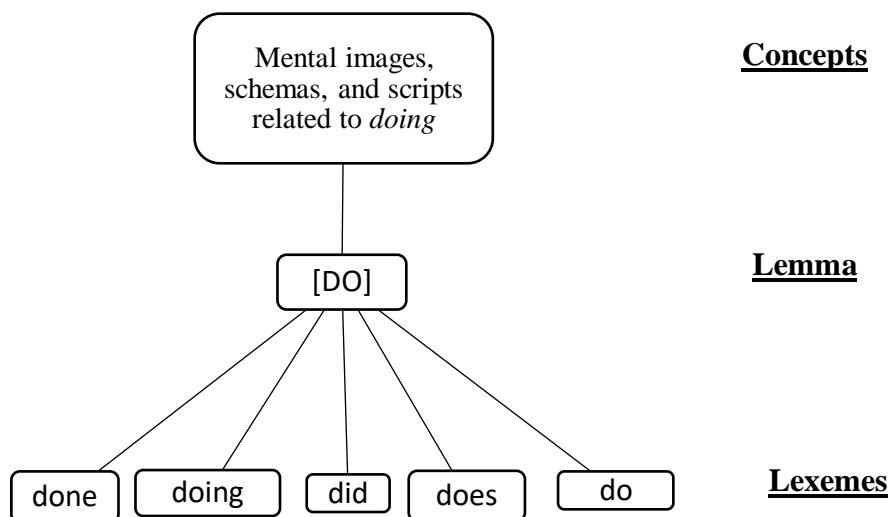 Mental images,
schemas, and scripts
related to doing
Concepts
[DO]
Lemma
done
doing
did
does
do
Lexemes